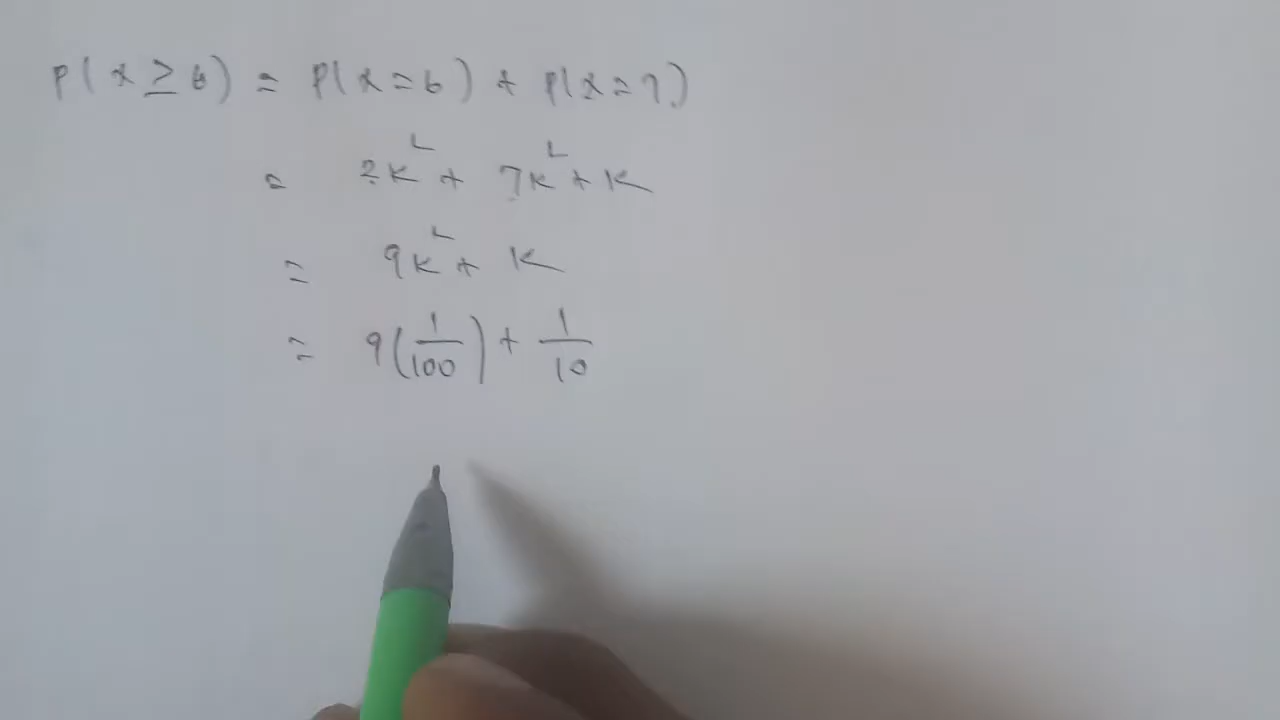 P(x ≥ 6) = P(x = 6) + P(x = 7)
= 2K² + 7K² + K
= 9K² + K
= 9(1/100) + 1/10